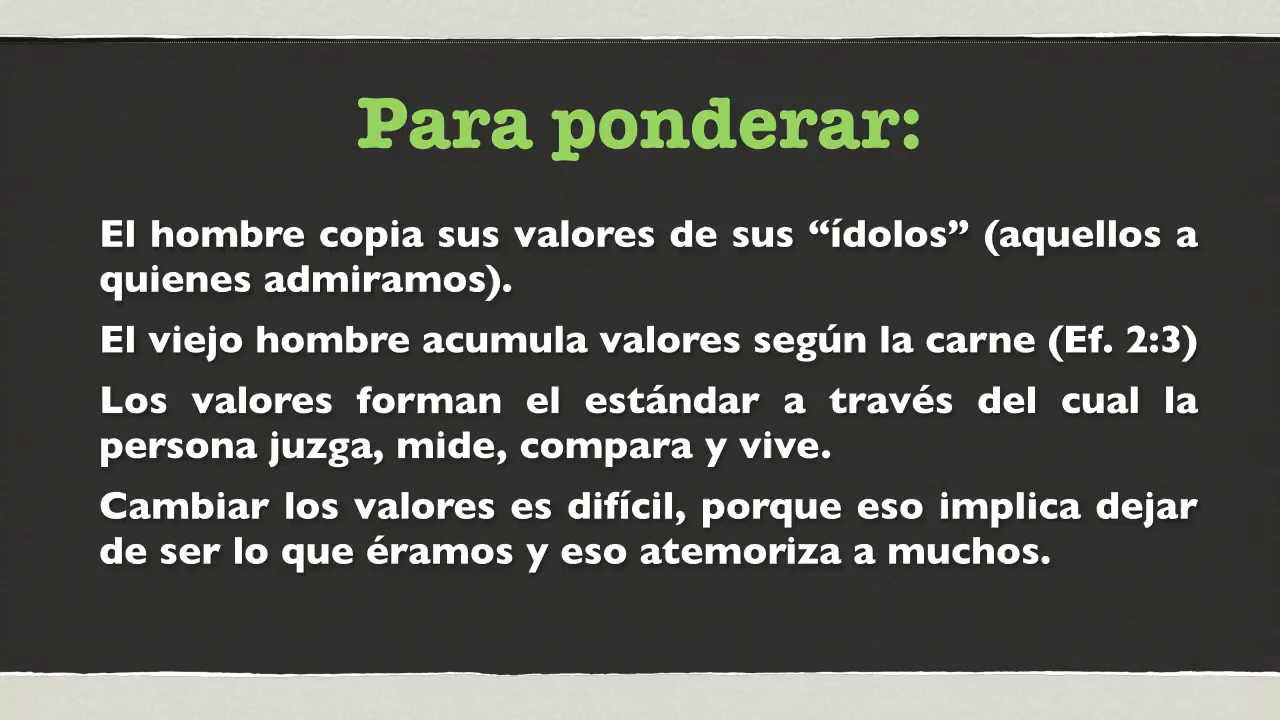 Para ponderar:
El hombre copia sus valores de sus “ídolos” (aquellos a
quienes admiramos).
El viejo hombre acumula valores según la carne (Ef. 2:3)
Los valores forman el estándar a través del cual la
persona juzga, mide, compara y vive.
Cambiar los valores es difícil, porque eso implica dejar
de ser lo que éramos y eso atemoriza a muchos.